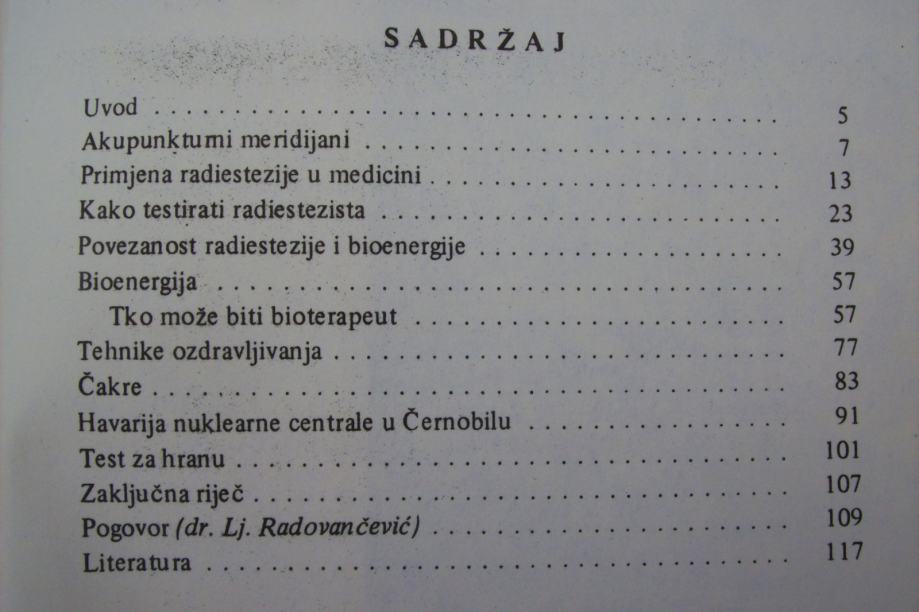 SADRŽAJ
Uvod . . . . . . . . . . . . . . . . . . . . . . . . . . . . . . . . . . . . . 5
Akupunkturni meridijani . . . . . . . . . . . . . . . . . . . . . . . . 7
Primjena radiestezije u medicini . . . . . . . . . . . . . . . . . . . . 13
Kako testirati radiestezista . . . . . . . . . . . . . . . . . . . . . . . 23
Povezanost radiestezije i bioenergije . . . . . . . . . . . . . . . . . 39
Bioenergija . . . . . . . . . . . . . . . . . . . . . . . . . . . . . . . . . 57
Tko može biti bioterapeut . . . . . . . . . . . . . . . . . . . . . 57
Tehnike ozdravljivanja . . . . . . . . . . . . . . . . . . . . . . . . . . 77
Čakre . . . . . . . . . . . . . . . . . . . . . . . . . . . . . . . . . . . . . 83
Havarija nuklearne centrale u Černobilu . . . . . . . . . . . . . . . 91
Test za hranu . . . . . . . . . . . . . . . . . . . . . . . . . . . . . . . . 101
Zaključna riječ . . . . . . . . . . . . . . . . . . . . . . . . . . . . . . . 107
Pogovor (dr. Lj. Radovančević) . . . . . . . . . . . . . . . . . . . . . 109
Literatura . . . . . . . . . . . . . . . . . . . . . . . . . . . . . . . . . . 117